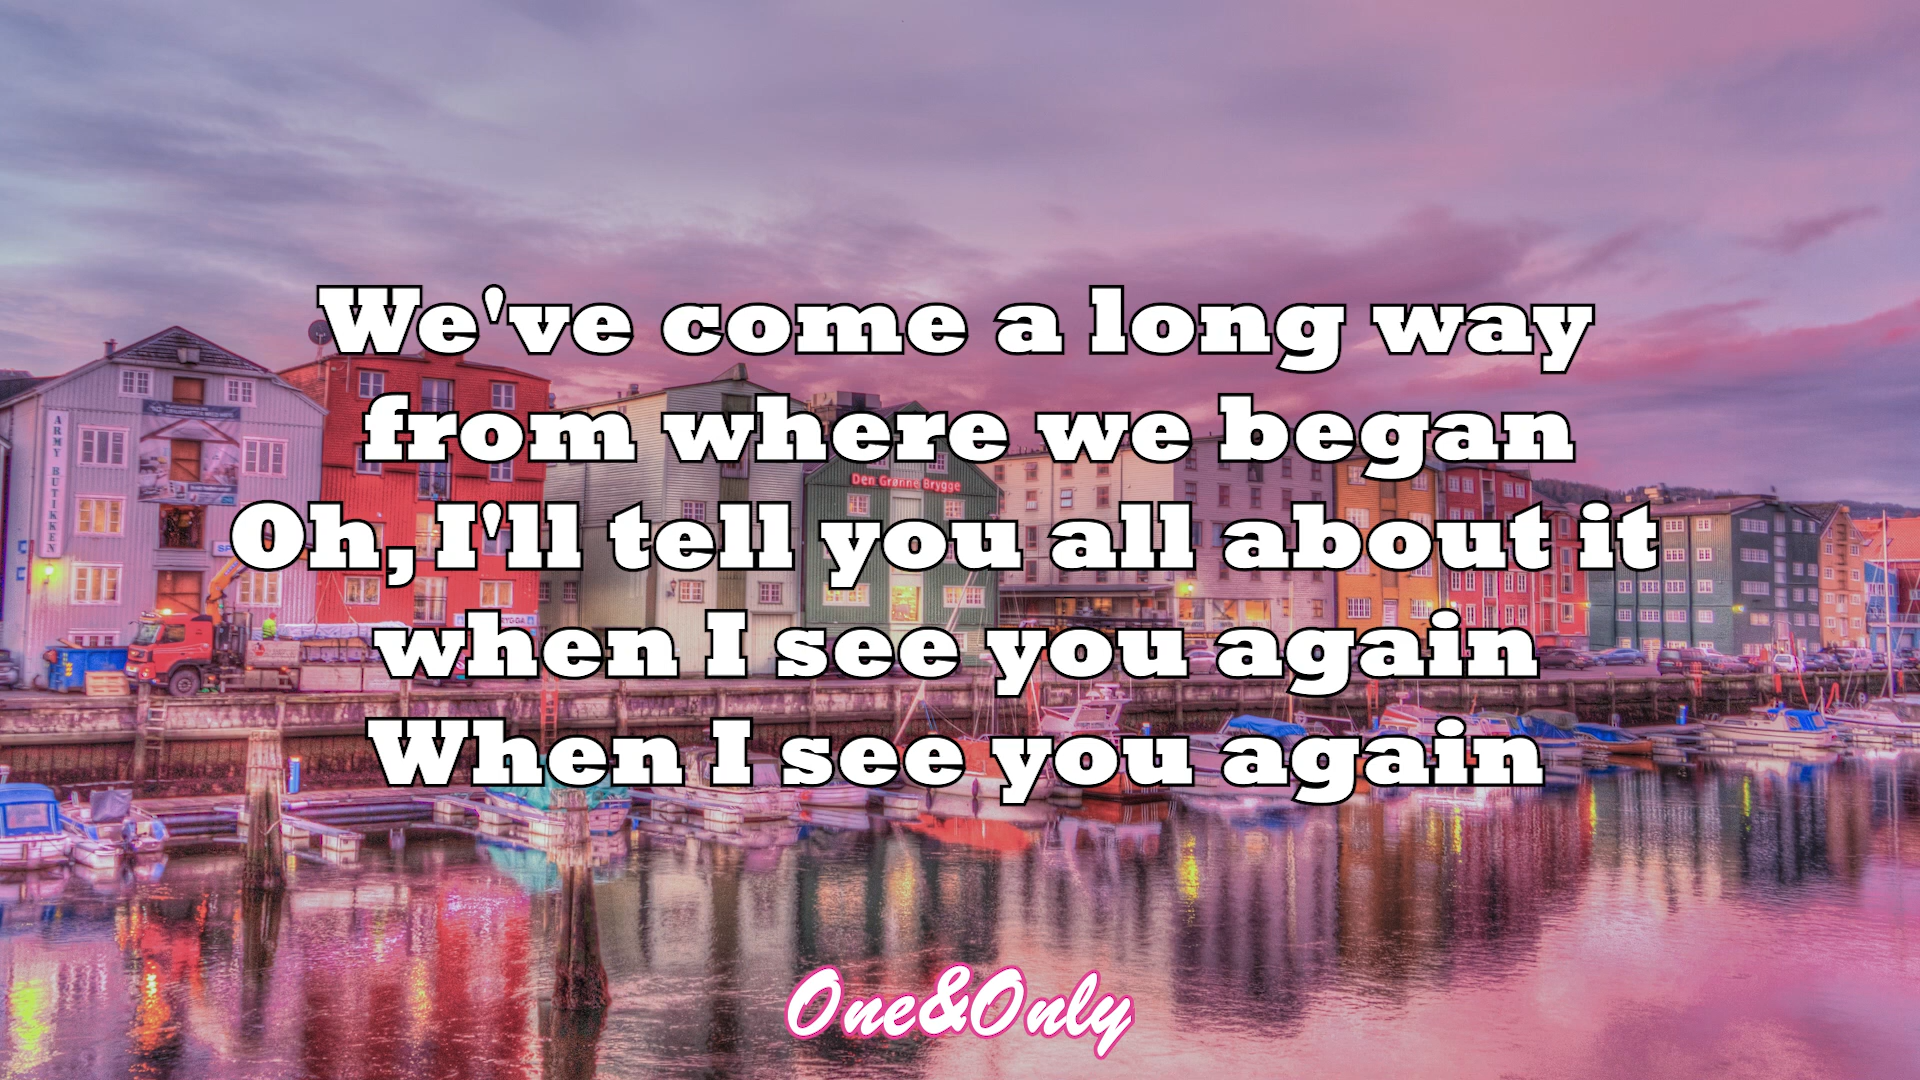 We've come a long way
from where we began
Oh, I'll tell you all about it
when I see you again
When I see you again
ARMY BUTIKKEN
Den Grønne Brygge
One&Only